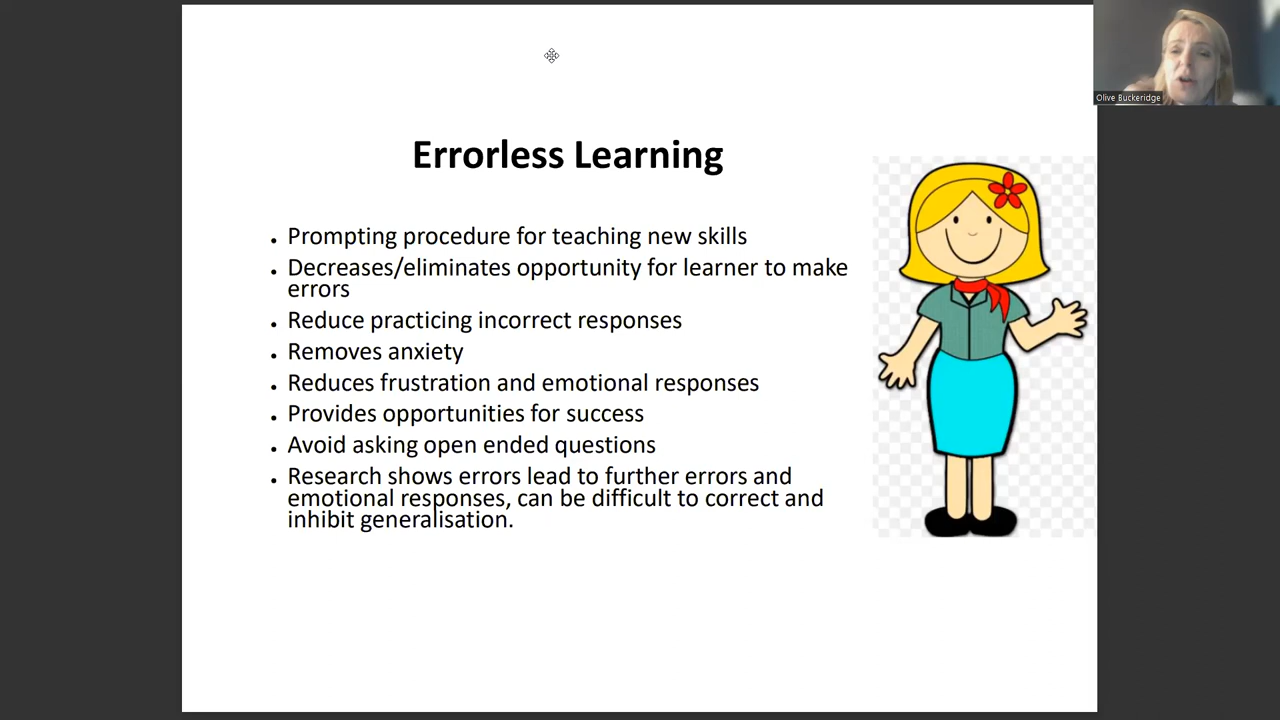 Olive Buckeridge
Errorless Learning
• Prompting procedure for teaching new skills
• Decreases/eliminates opportunity for learner to make
errors
• Reduce practicing incorrect responses
• Removes anxiety
• Reduces frustration and emotional responses
• Provides opportunities for success
• Avoid asking open ended questions
• Research shows errors lead to further errors and
emotional responses, can be difficult to correct and
inhibit generalisation.